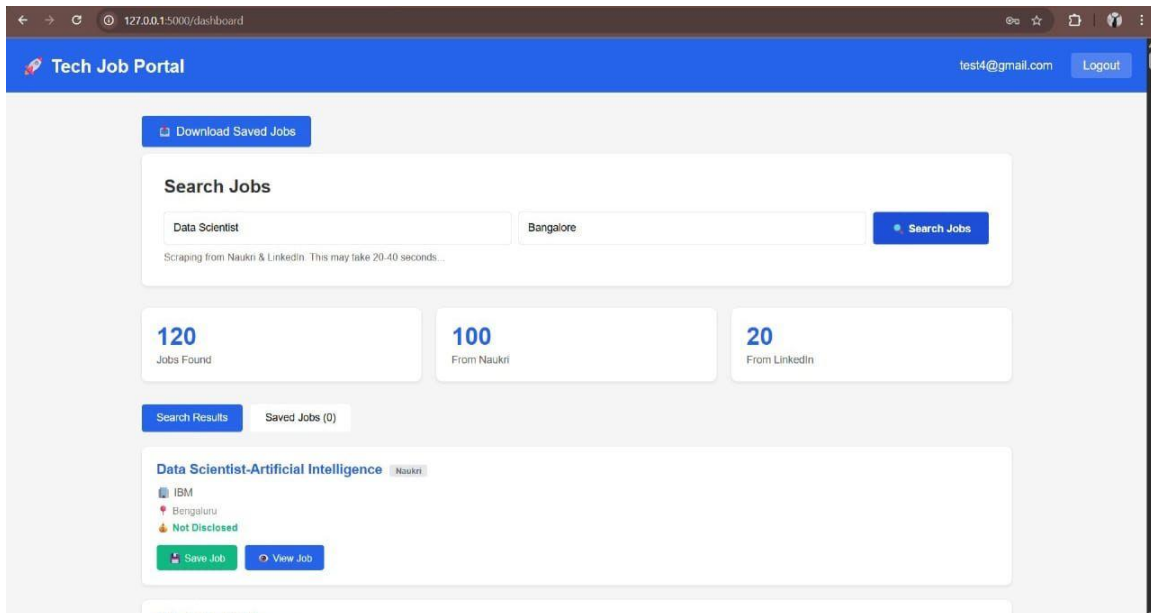 127.0.0.1:5000/dashboard
Tech Job Portal
test4@gmail.com
Logout
Download Saved Jobs
Search Jobs
Data Scientist
Bangalore
Search Jobs
Scraping from Naukri & LinkedIn. This may take 20-40 seconds...
120
Jobs Found
100
From Naukri
20
From LinkedIn
Search Results
Saved Jobs (0)
Data Scientist-Artificial Intelligence Naukri
IBM
Bengaluru
Not Disclosed
Save Job
View Job